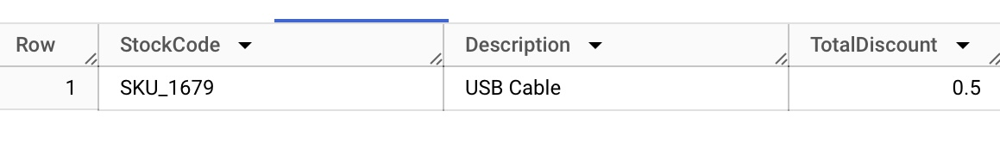 Row StockCode Description TotalDiscount
1 SKU_1679 USB Cable 0.5